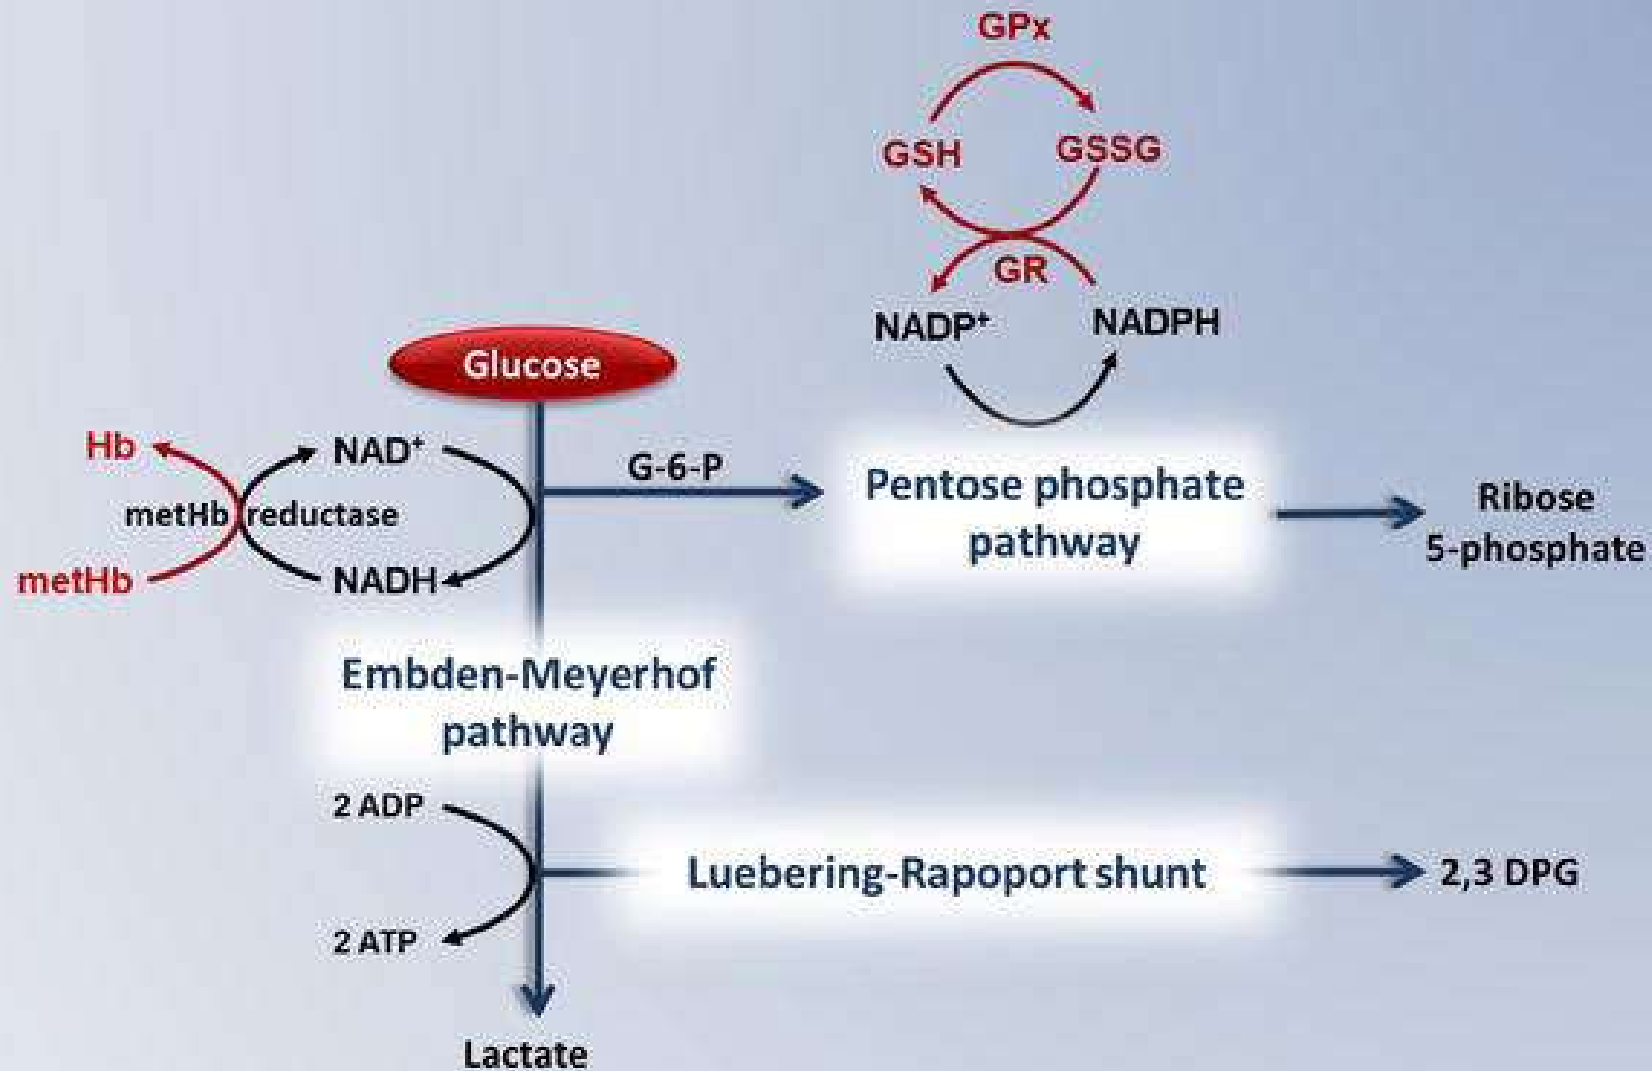 GPx
GSH
GSSG
GR
NADP⁺
NADPH
Glucose
Hb
NAD⁺
G-6-P
metHb reductase
metHb
NADH
Pentose phosphate
pathway
Ribose
5-phosphate
Embden-Meyerhof
pathway
2 ADP
Luebering-Rapoport shunt
2,3 DPG
2 ATP
Lactate